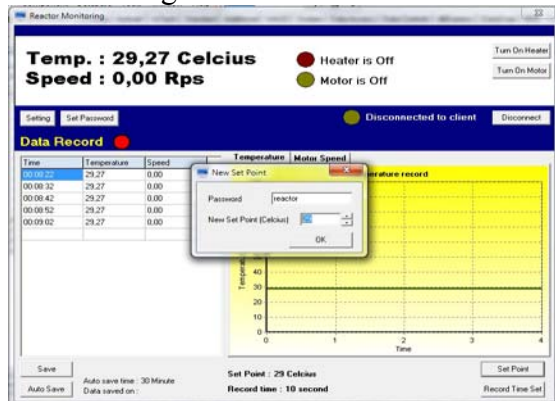 Reactor Monitoring
Temp. : 29,27 Celcius
Speed : 0,00 Rps
Heater is Off
Motor is Off
Turn On Heater
Turn On Motor
Setting
Set Password
Disconnected to client
Disconnect
Data Record
Time Temperature Speed
00:08:22 29,27 0,00
00:08:32 29,27 0,00
00:08:42 29,27 0,00
00:08:52 29,27 0,00
00:09:02 29,27 0,00
Temperature Motor Speed
New Set Point
Password reactor
New Set Point (Celcius) 29
OK
40
30
20
10
0
0 1 2 3 4
Time
Save
Auto Save
Auto save time : 30 Minute
Data saved on :
Set Point : 29 Celcius
Record time : 10 second
Set Point
Record Time Set